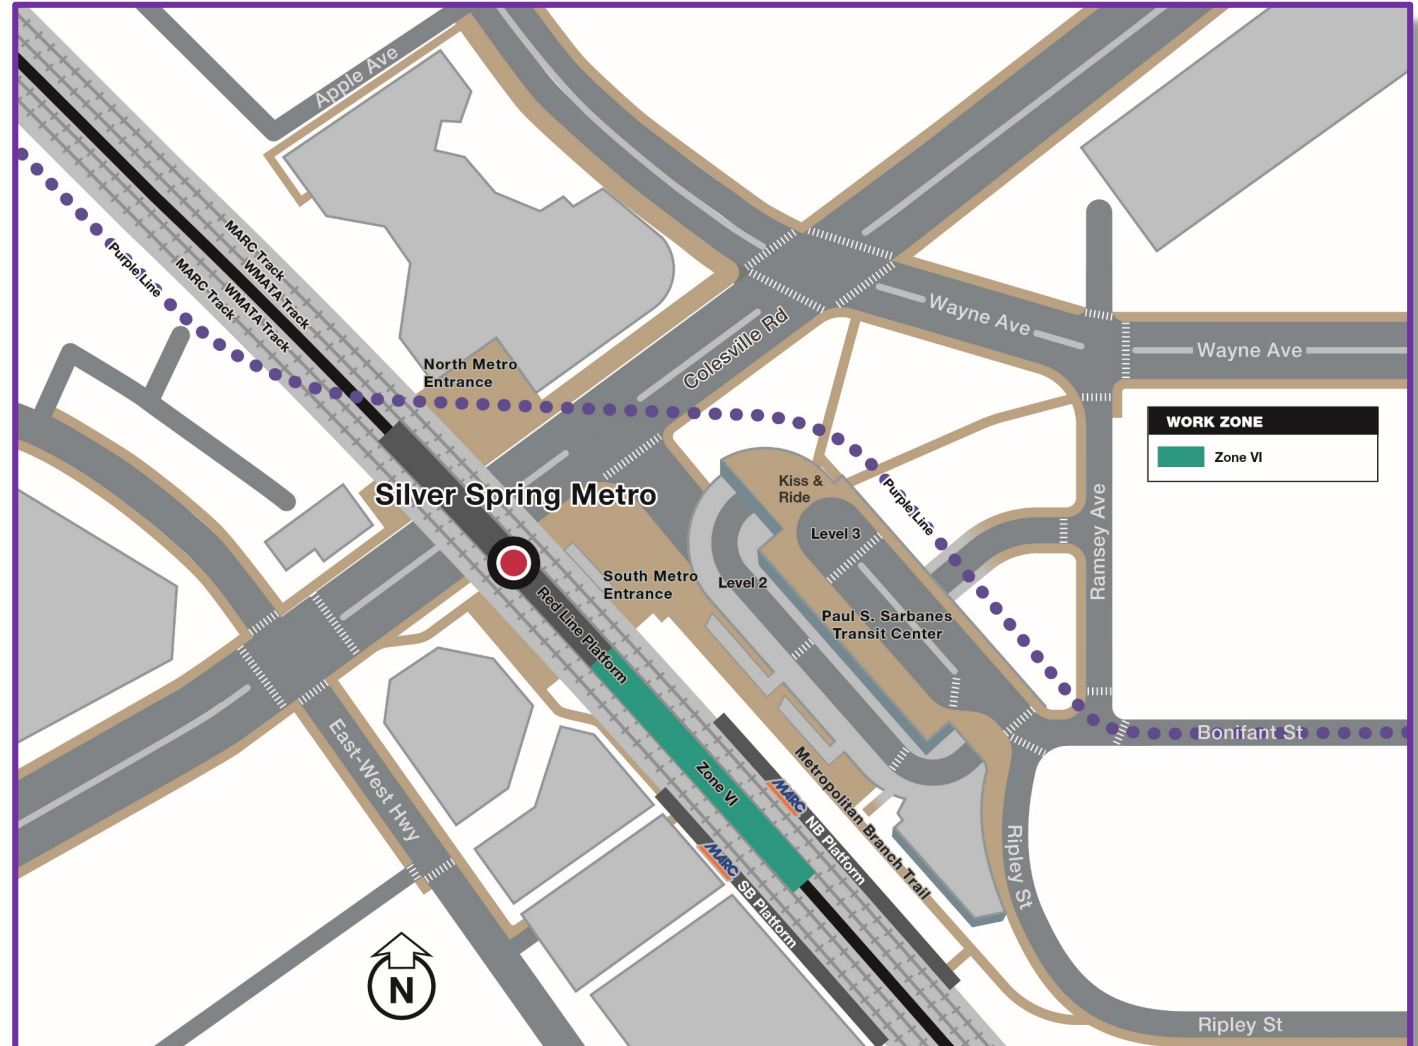 Apple Ave
MARC Track
WMATA Track
MARC Track
WMATA Track
Purple Line
North Metro
Entrance
Colesville Rd
Wayne Ave
Wayne Ave
WORK ZONE
Zone VI
Silver Spring Metro
Kiss &
Ride
Level 3
Purple Line
Ramsey Ave
South Metro
Entrance
Level 2
Red Line Platform
Paul S. Sarbanes
Transit Center
East-West Hwy
Zone VI
Bonifant St
MARC NB Platform
MARC SB Platform
Metropolitan Branch Trail
Ripley St
N
Ripley St